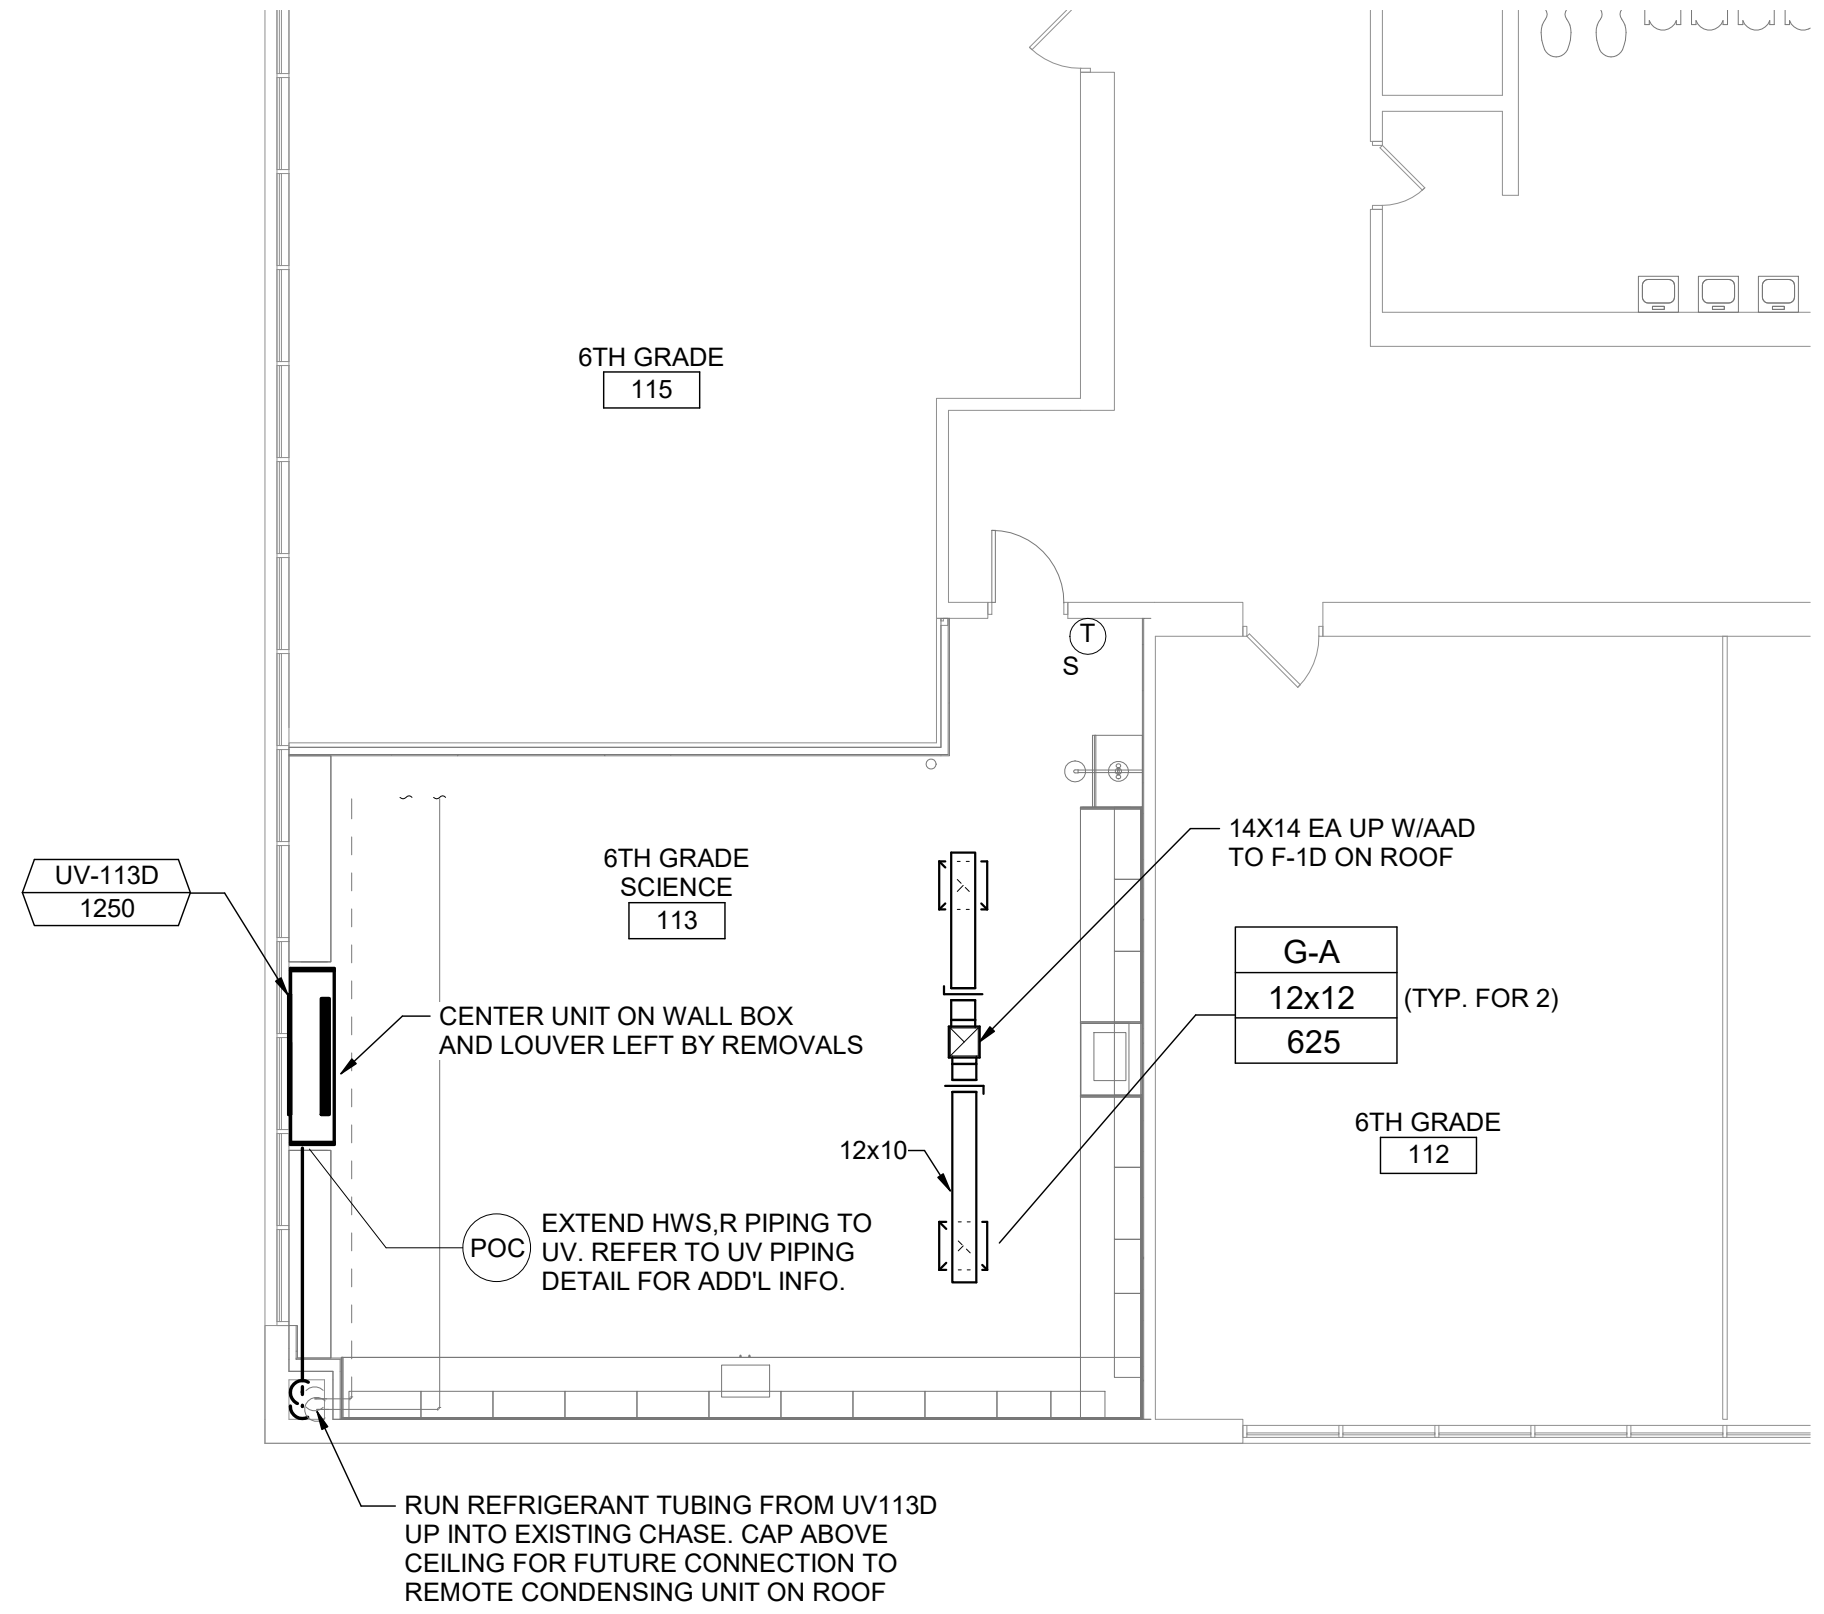 6TH GRADE
115
T
S
14X14 EA UP W/AAD
TO F-1D ON ROOF
6TH GRADE
SCIENCE
113
UV-113D
1250
G-A
12x12
(TYP. FOR 2)
625
CENTER UNIT ON WALL BOX
AND LOUVER LEFT BY REMOVALS
6TH GRADE
112
12x10
POC
EXTEND HWS,R PIPING TO
UV. REFER TO UV PIPING
DETAIL FOR ADD'L INFO.
RUN REFRIGERANT TUBING FROM UV113D
UP INTO EXISTING CHASE. CAP ABOVE
CEILING FOR FUTURE CONNECTION TO
REMOTE CONDENSING UNIT ON ROOF